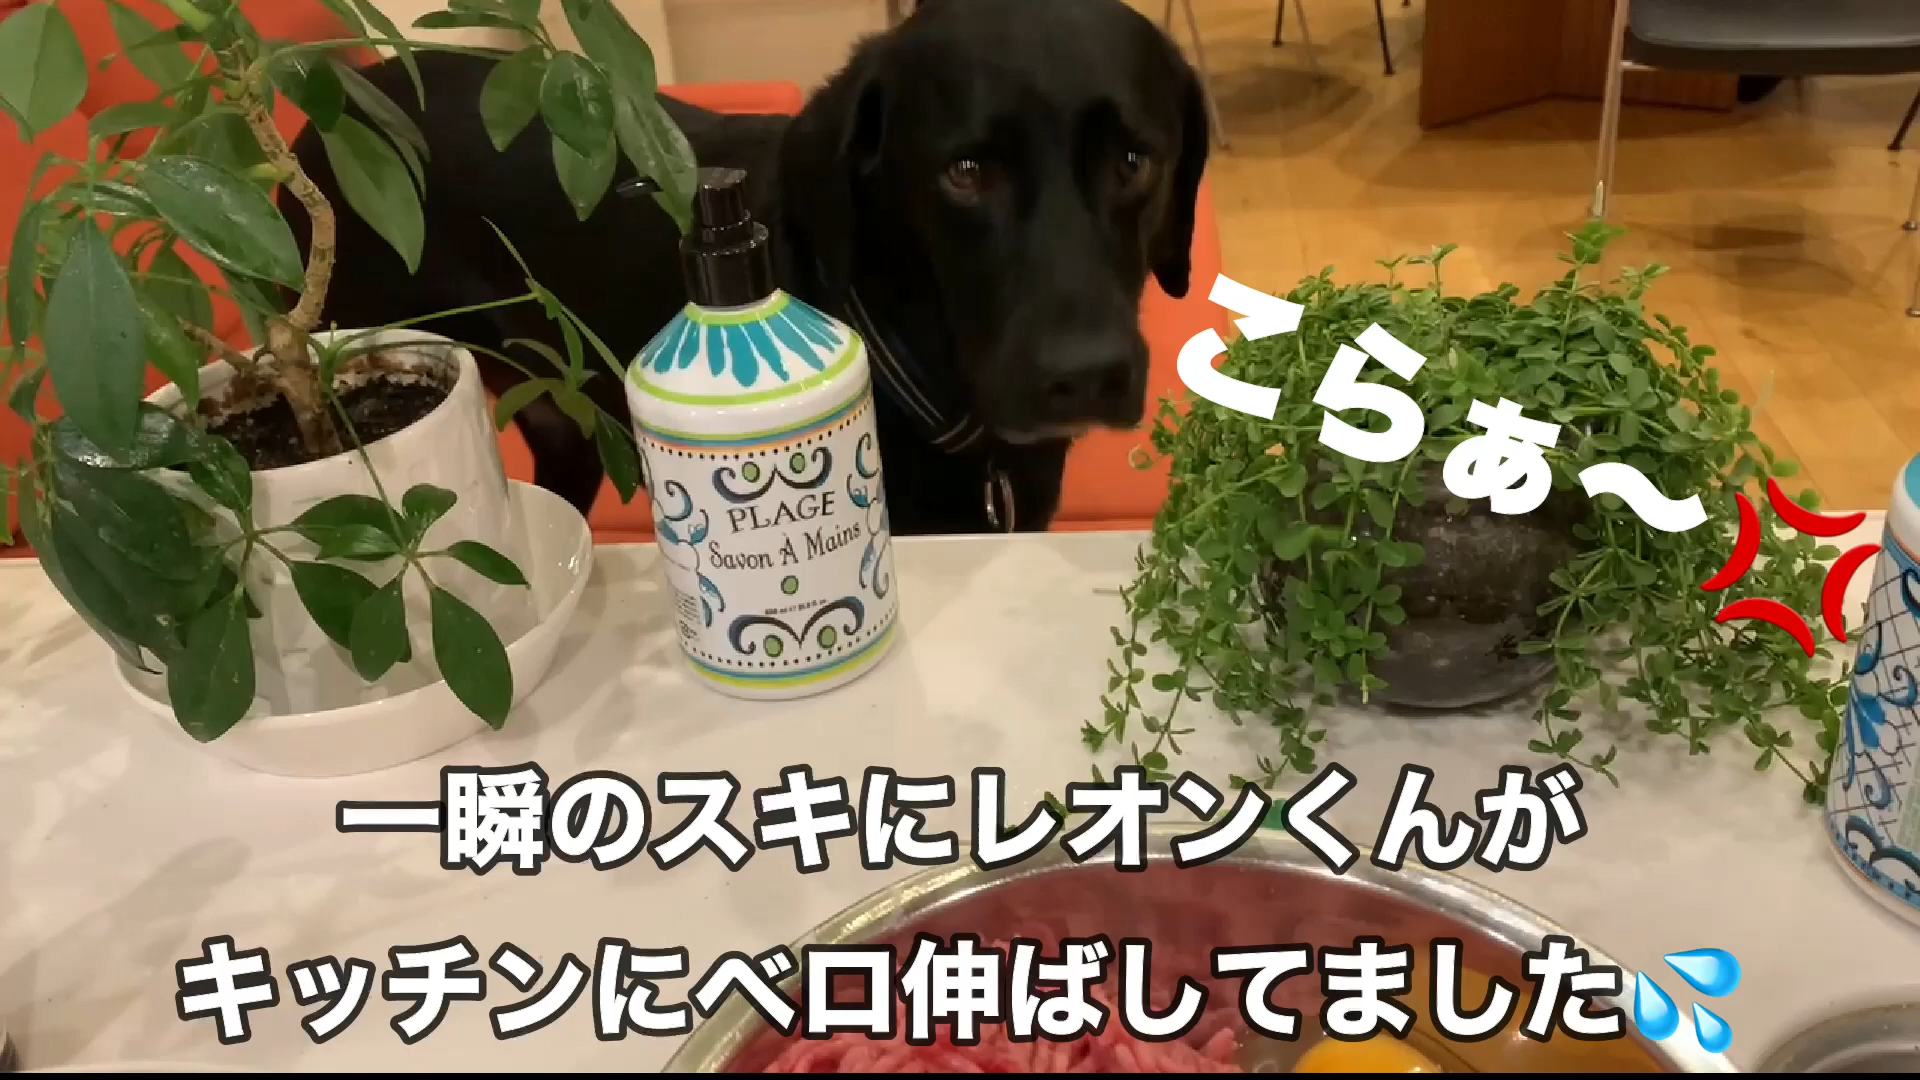 こらぁ〜💢
PLAGE
Savon À Mains
一瞬のスキにレオンくんが
キッチンにベロ伸ばしてました💦